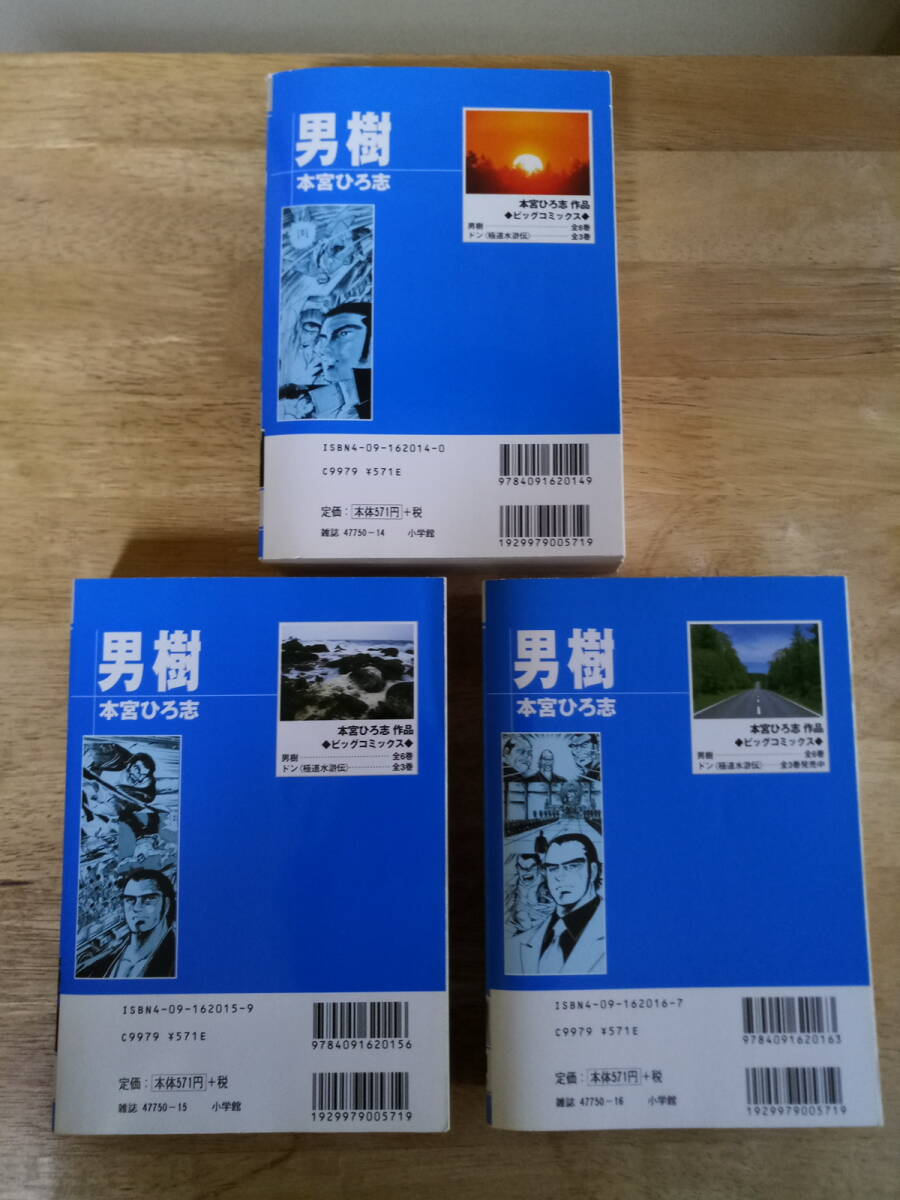 男樹
本宮ひろ志
本宮ひろ志 作品
◆ビッグコミックス◆
男樹 全6巻
ドン〈極道水滸伝〉 全3巻
ISBN4-09-162014-0
C9979 ¥571E
定価：本体571円+税
雑誌 47750-14 小学館
9784091620149
1929979005719
男樹
本宮ひろ志
本宮ひろ志 作品
◆ビッグコミックス◆
男樹 全6巻
ドン〈極道水滸伝〉 全3巻
ISBN4-09-162015-9
C9979 ¥571E
定価：本体571円+税
雑誌 47750-15 小学館
9784091620156
1929979005719
男樹
本宮ひろ志
本宮ひろ志 作品
◆ビッグコミックス◆
男樹 全6巻
ドン〈極道水滸伝〉 全3巻発売中
ISBN4-09-162016-7
C9979 ¥571E
定価：本体571円+税
雑誌 47750-16 小学館
9784091620163
1929979005719